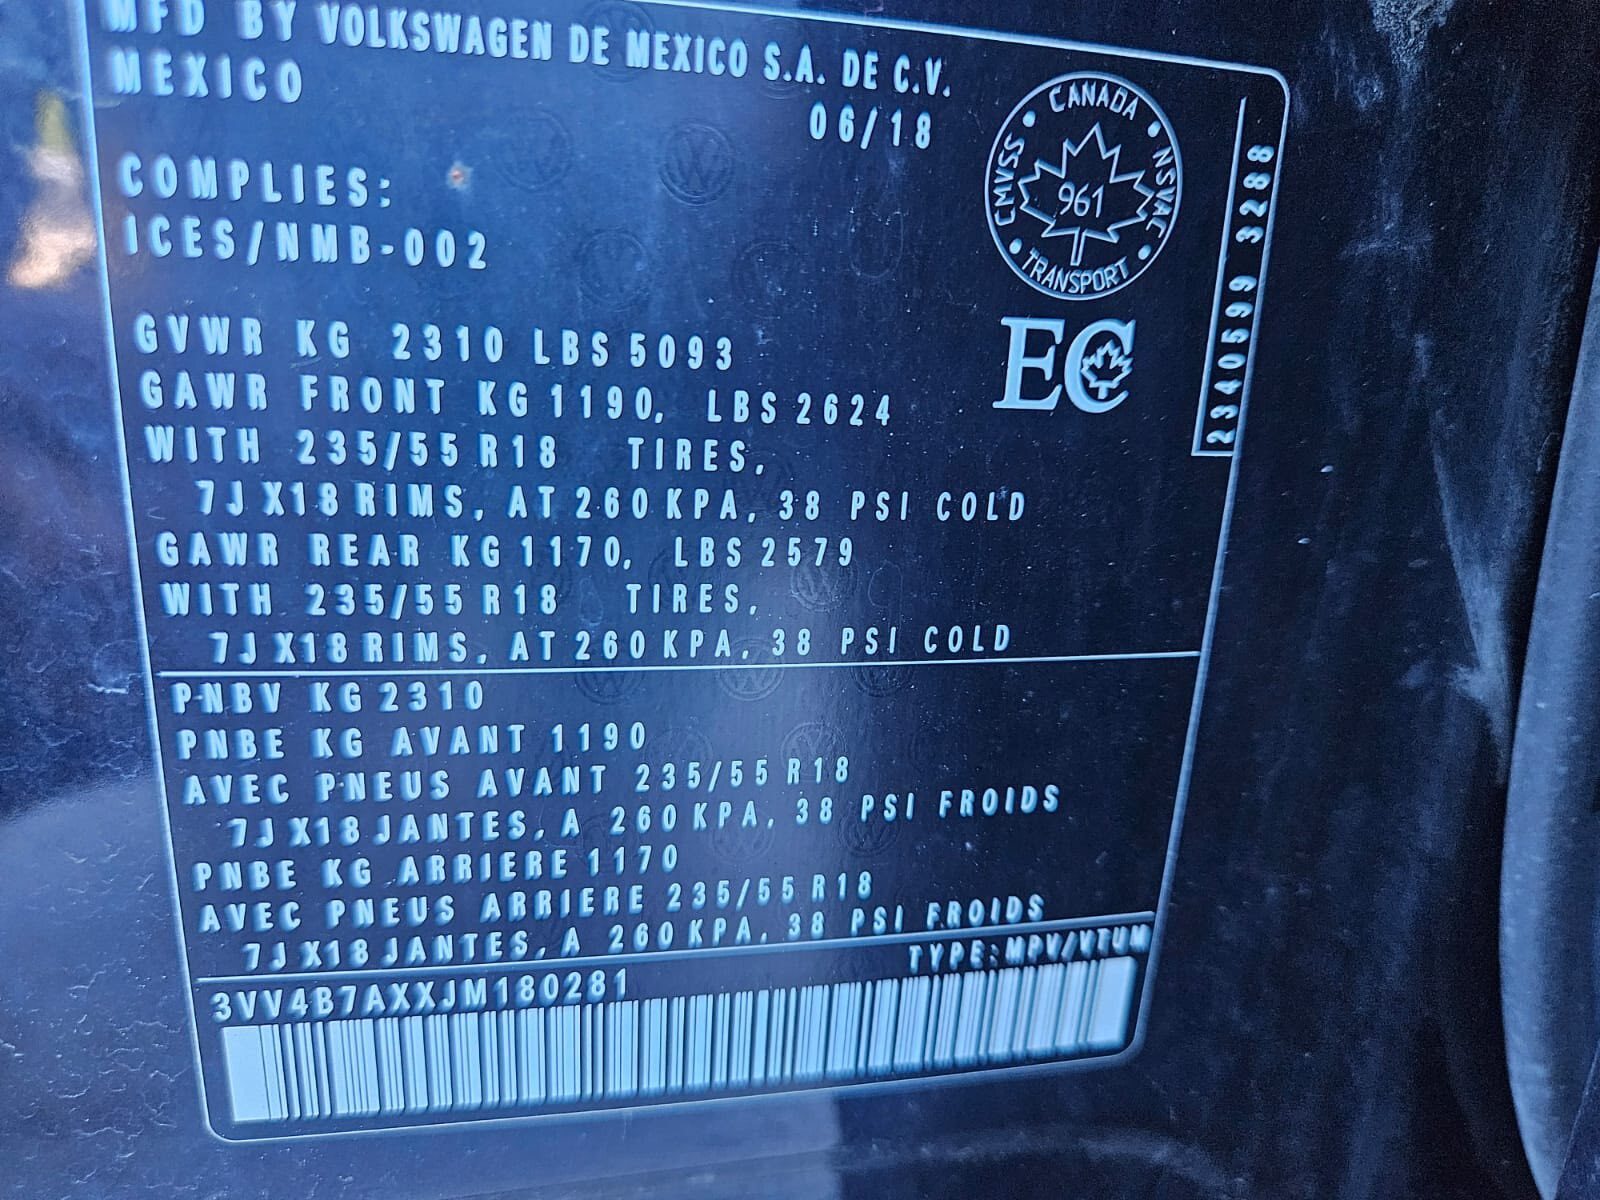 MFD BY VOLKSWAGEN DE MEXICO S.A. DE C.V.
MEXICO
06/18
COMPLIES:
ICES/NMB-002
CANADA
CMVSS
NSVAC
961
TRANSPORT
EC
2340599 3288
GVWR KG 2310 LBS 5093
GAWR FRONT KG 1190, LBS 2624
WITH 235/55 R18 TIRES,
7J X18 RIMS, AT 260 KPA, 38 PSI COLD
GAWR REAR KG 1170, LBS 2579
WITH 235/55 R18 TIRES,
7J X18 RIMS, AT 260 KPA, 38 PSI COLD
PNBV KG 2310
PNBE KG AVANT 1190
AVEC PNEUS AVANT 235/55 R18
7J X18 JANTES, A 260 KPA, 38 PSI FROIDS
PNBE KG ARRIERE 1170
AVEC PNEUS ARRIERE 235/55 R18
7J X18 JANTES, A 260 KPA, 38 PSI FROIDS
TYPE: MPV/VTUM
3VV4B7AXXJM180281